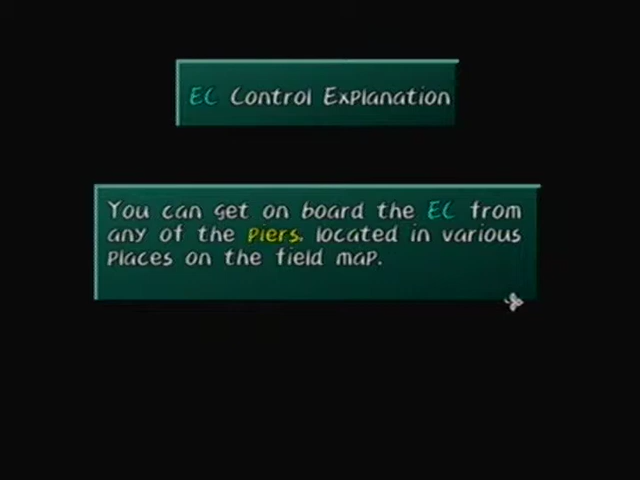 EC Control Explanation
You can get on board the EC from
any of the Piers, located in various
places on the field map.